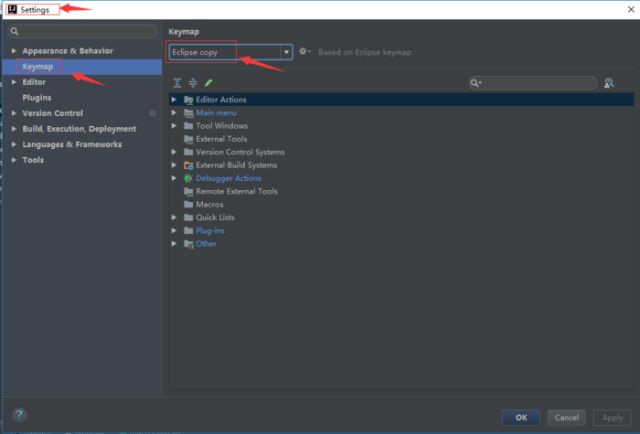 Settings
Appearance & Behavior
Keymap
Editor
Plugins
Version Control
Build, Execution, Deployment
Languages & Frameworks
Tools
Keymap
Eclipse copy
Based on Eclipse keymap
Editor Actions
Main menu
Tool Windows
External Tools
Version Control Systems
External Build Systems
Debugger Actions
Remote External Tools
Macros
Quick Lists
Plug-ins
Other
?
OK
Cancel
Apply